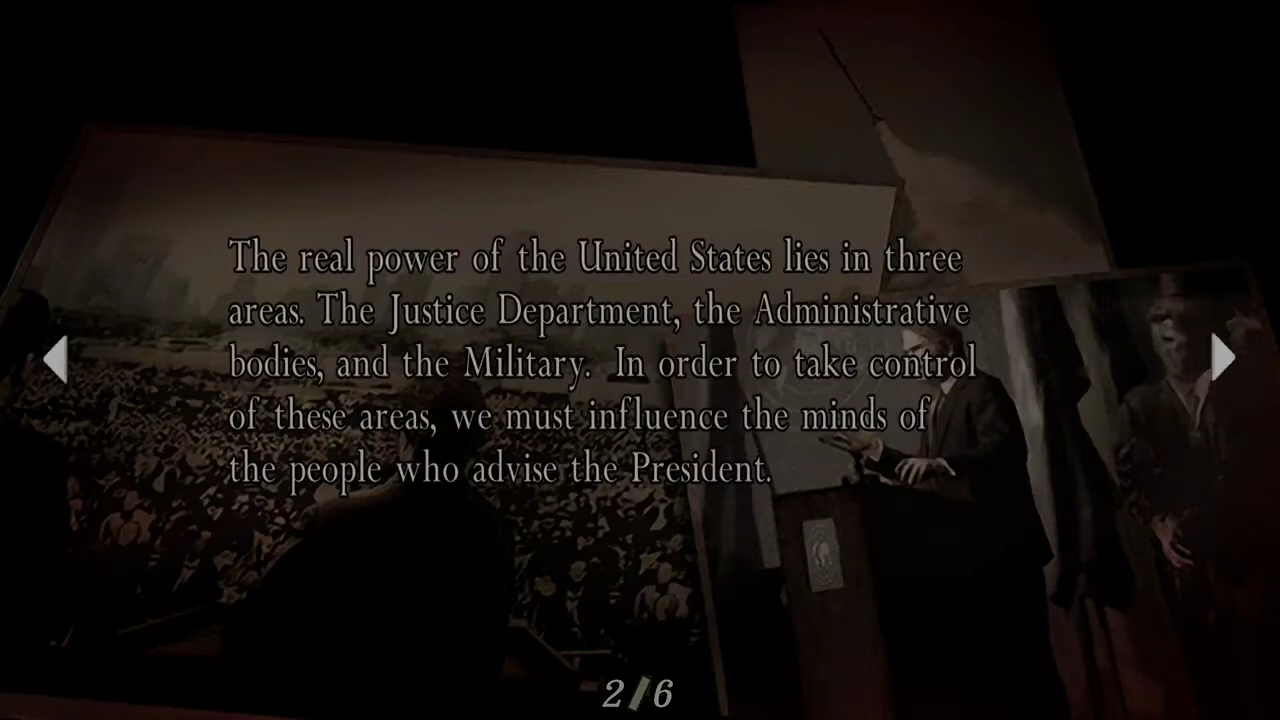 The real power of the United States lies in three
areas. The Justice Department, the Administrative
bodies, and the Military. In order to take control
of these areas, we must influence the minds of
the people who advise the President.
2/6